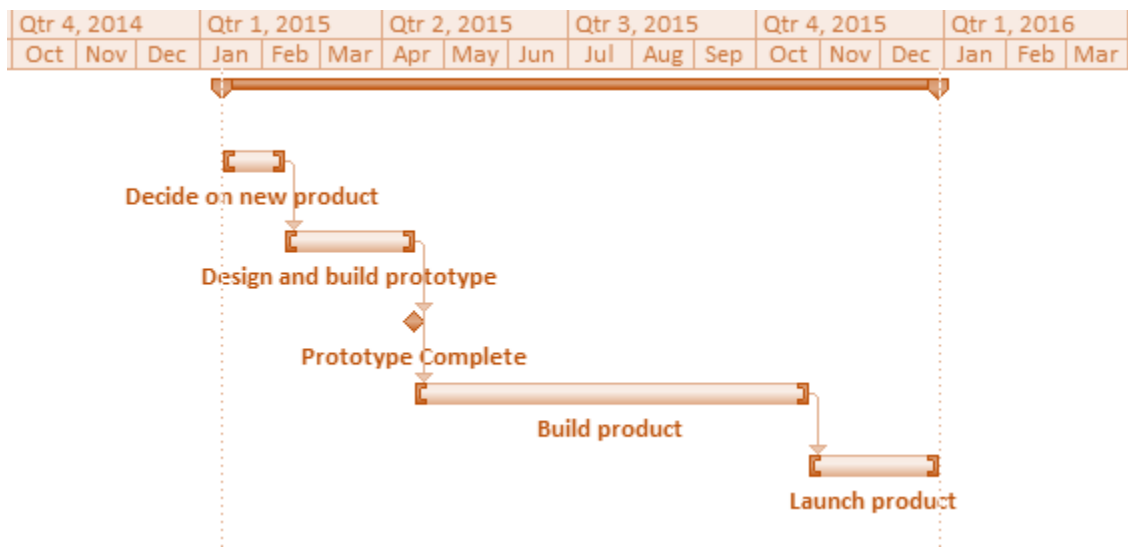 Qtr 4, 2014 Qtr 1, 2015 Qtr 2, 2015 Qtr 3, 2015 Qtr 4, 2015 Qtr 1, 2016
Oct Nov Dec Jan Feb Mar Apr May Jun Jul Aug Sep Oct Nov Dec Jan Feb Mar
Decide on new product
Design and build prototype
Prototype Complete
Build product
Launch product